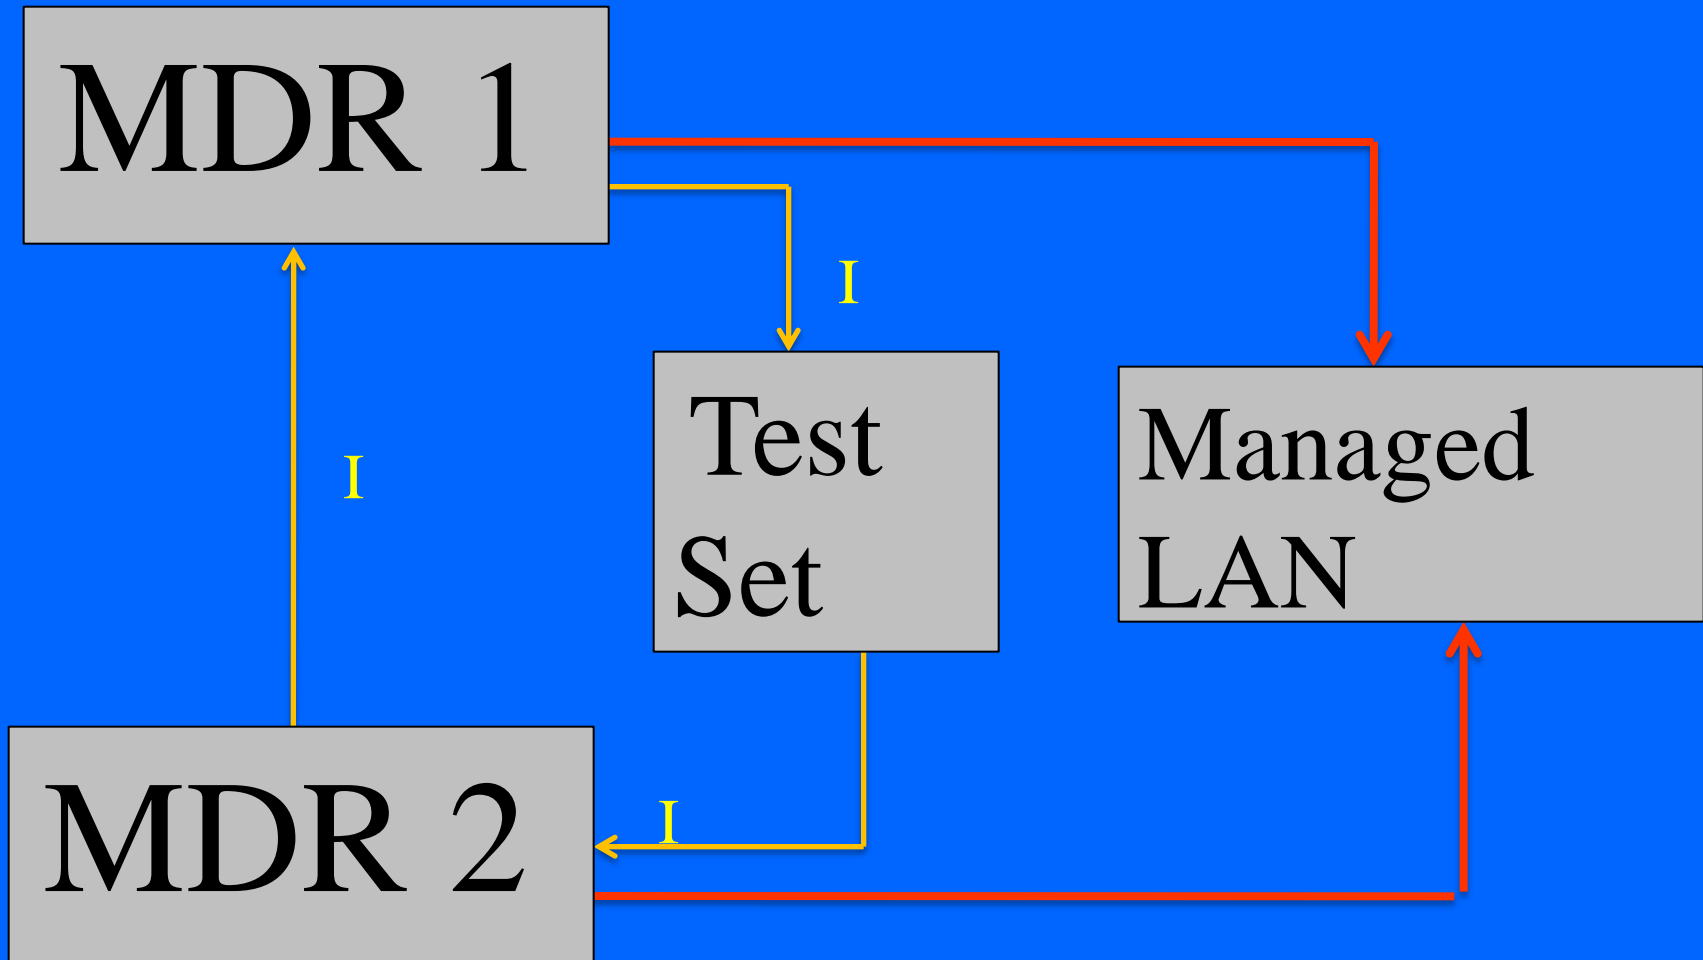 MDR 1
I
I
Test
Set
Managed
LAN
MDR 2
I